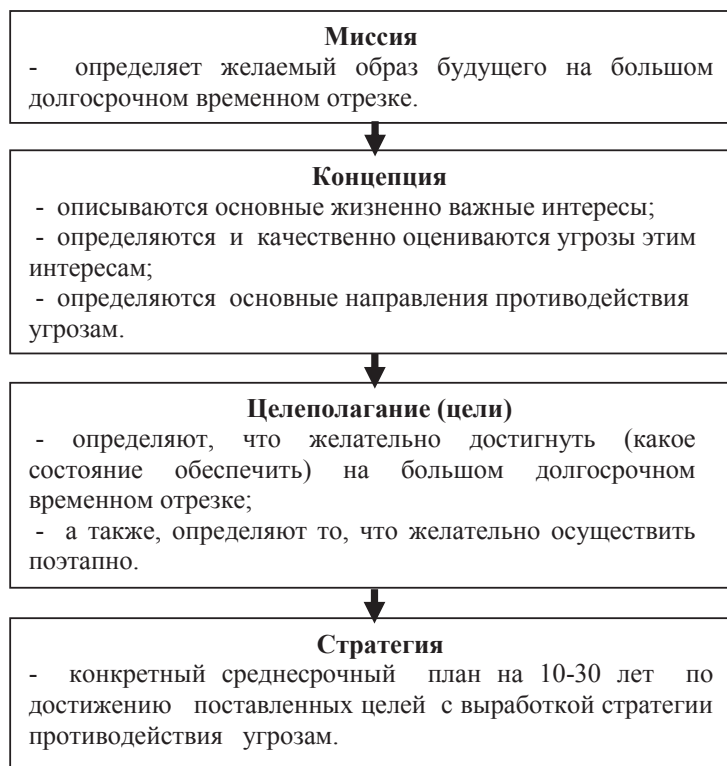 Миссия
- определяет желаемый образ будущего на большом
долгосрочном временном отрезке.
Концепция
- описываются основные жизненно важные интересы;
- определяются и качественно оцениваются угрозы этим
интересам;
- определяются основные направления противодействия
угрозам.
Целеполагание (цели)
- определяют, что желательно достигнуть (какое
состояние обеспечить) на большом долгосрочном
временном отрезке;
- а также, определяют то, что желательно осуществить
поэтапно.
Стратегия
- конкретный среднесрочный план на 10-30 лет по
достижению поставленных целей с выработкой стратегии
противодействия угрозам.